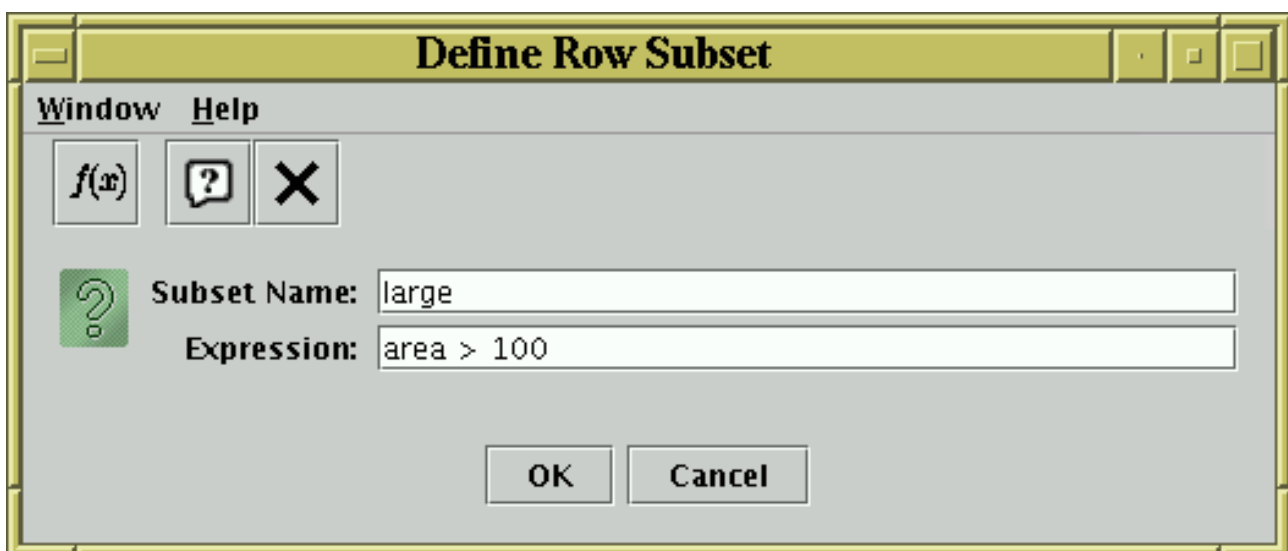 Define Row Subset
Window Help
f(x) ?
?
Subset Name: large
Expression: area > 100
OK Cancel